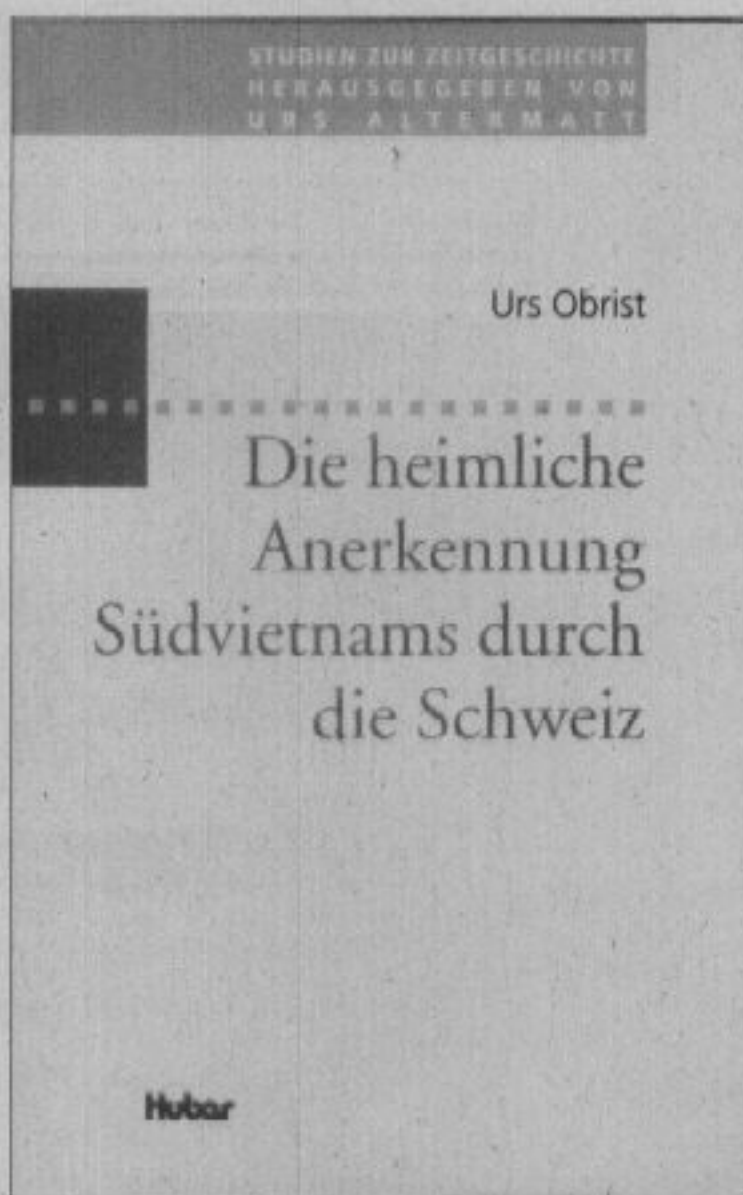 STUDIEN ZUR ZEITGESCHICHTE
HERAUSGEGEBEN VON
URS ALTERMATT
Urs Obrist
Die heimliche
Anerkennung
Südvietnams durch
die Schweiz
Huber